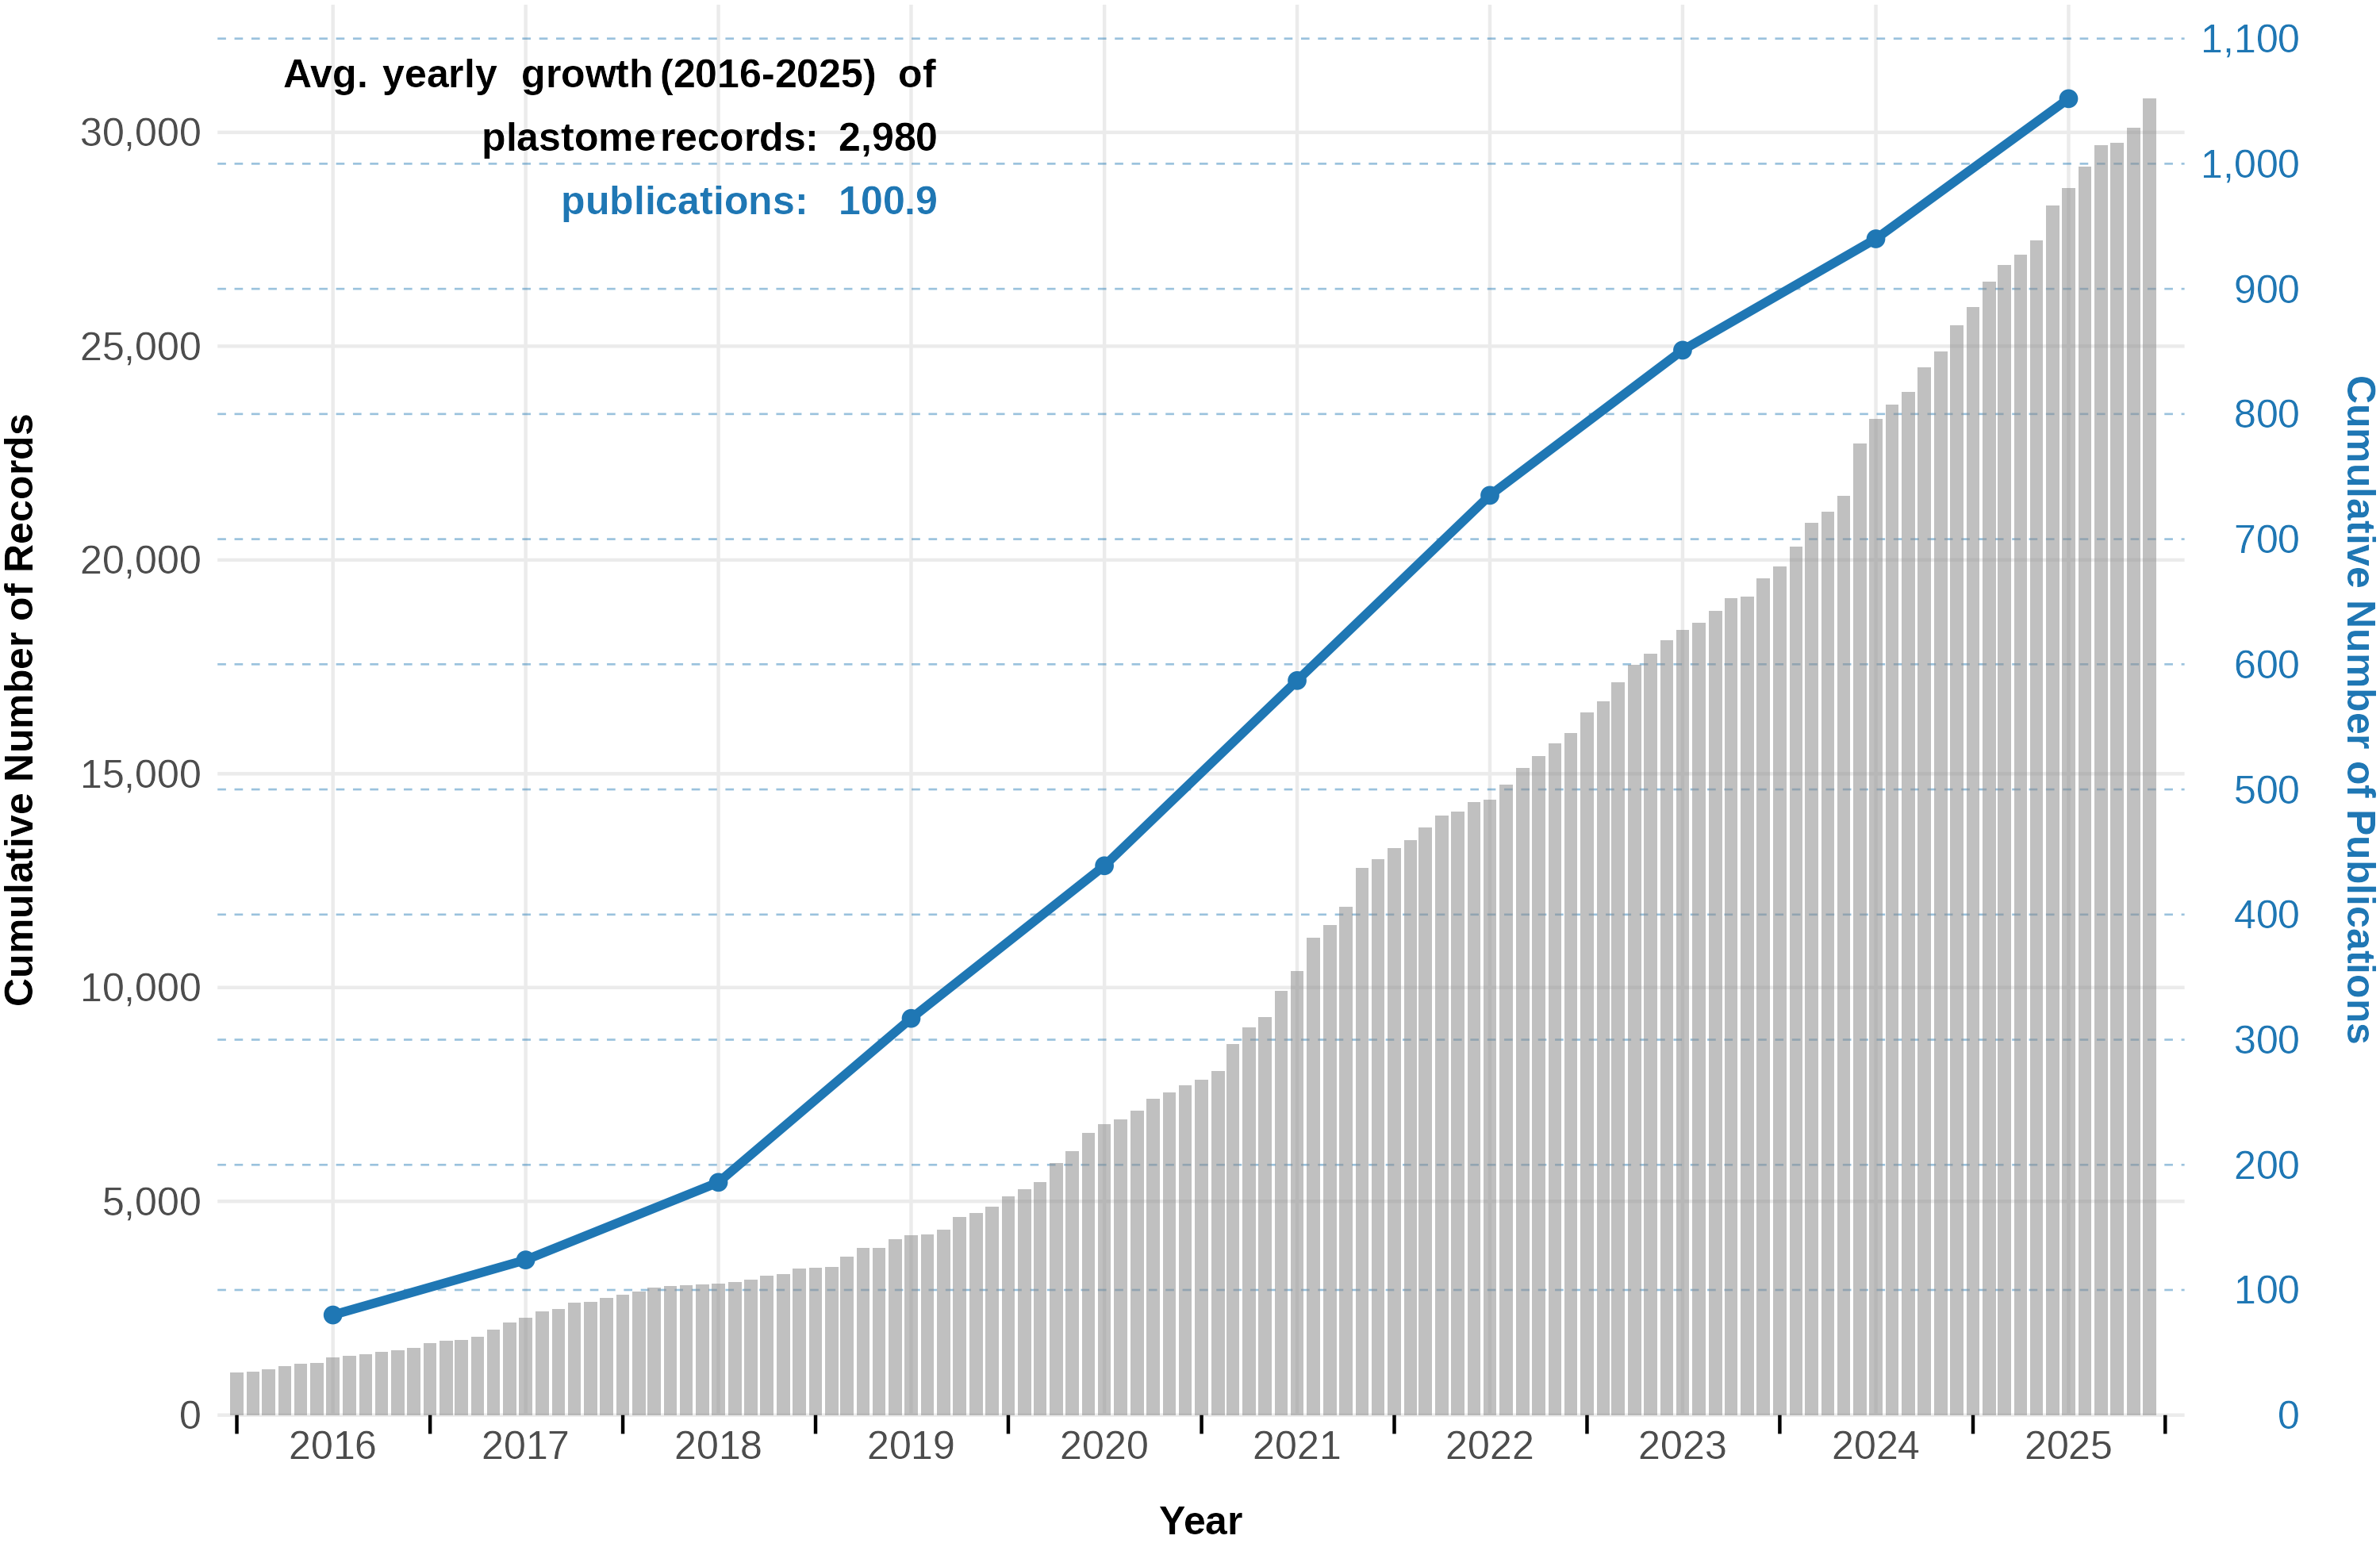 Avg. yearly growth (2016-2025) of
plastome records: 2,980
publications: 100.9
Cumulative Number of Records
30,000
25,000
20,000
15,000
10,000
5,000
0
1,100
1,000
900
800
700
600
500
400
300
200
100
0
Cumulative Number of Publications
2016 2017 2018 2019 2020 2021 2022 2023 2024 2025
Year